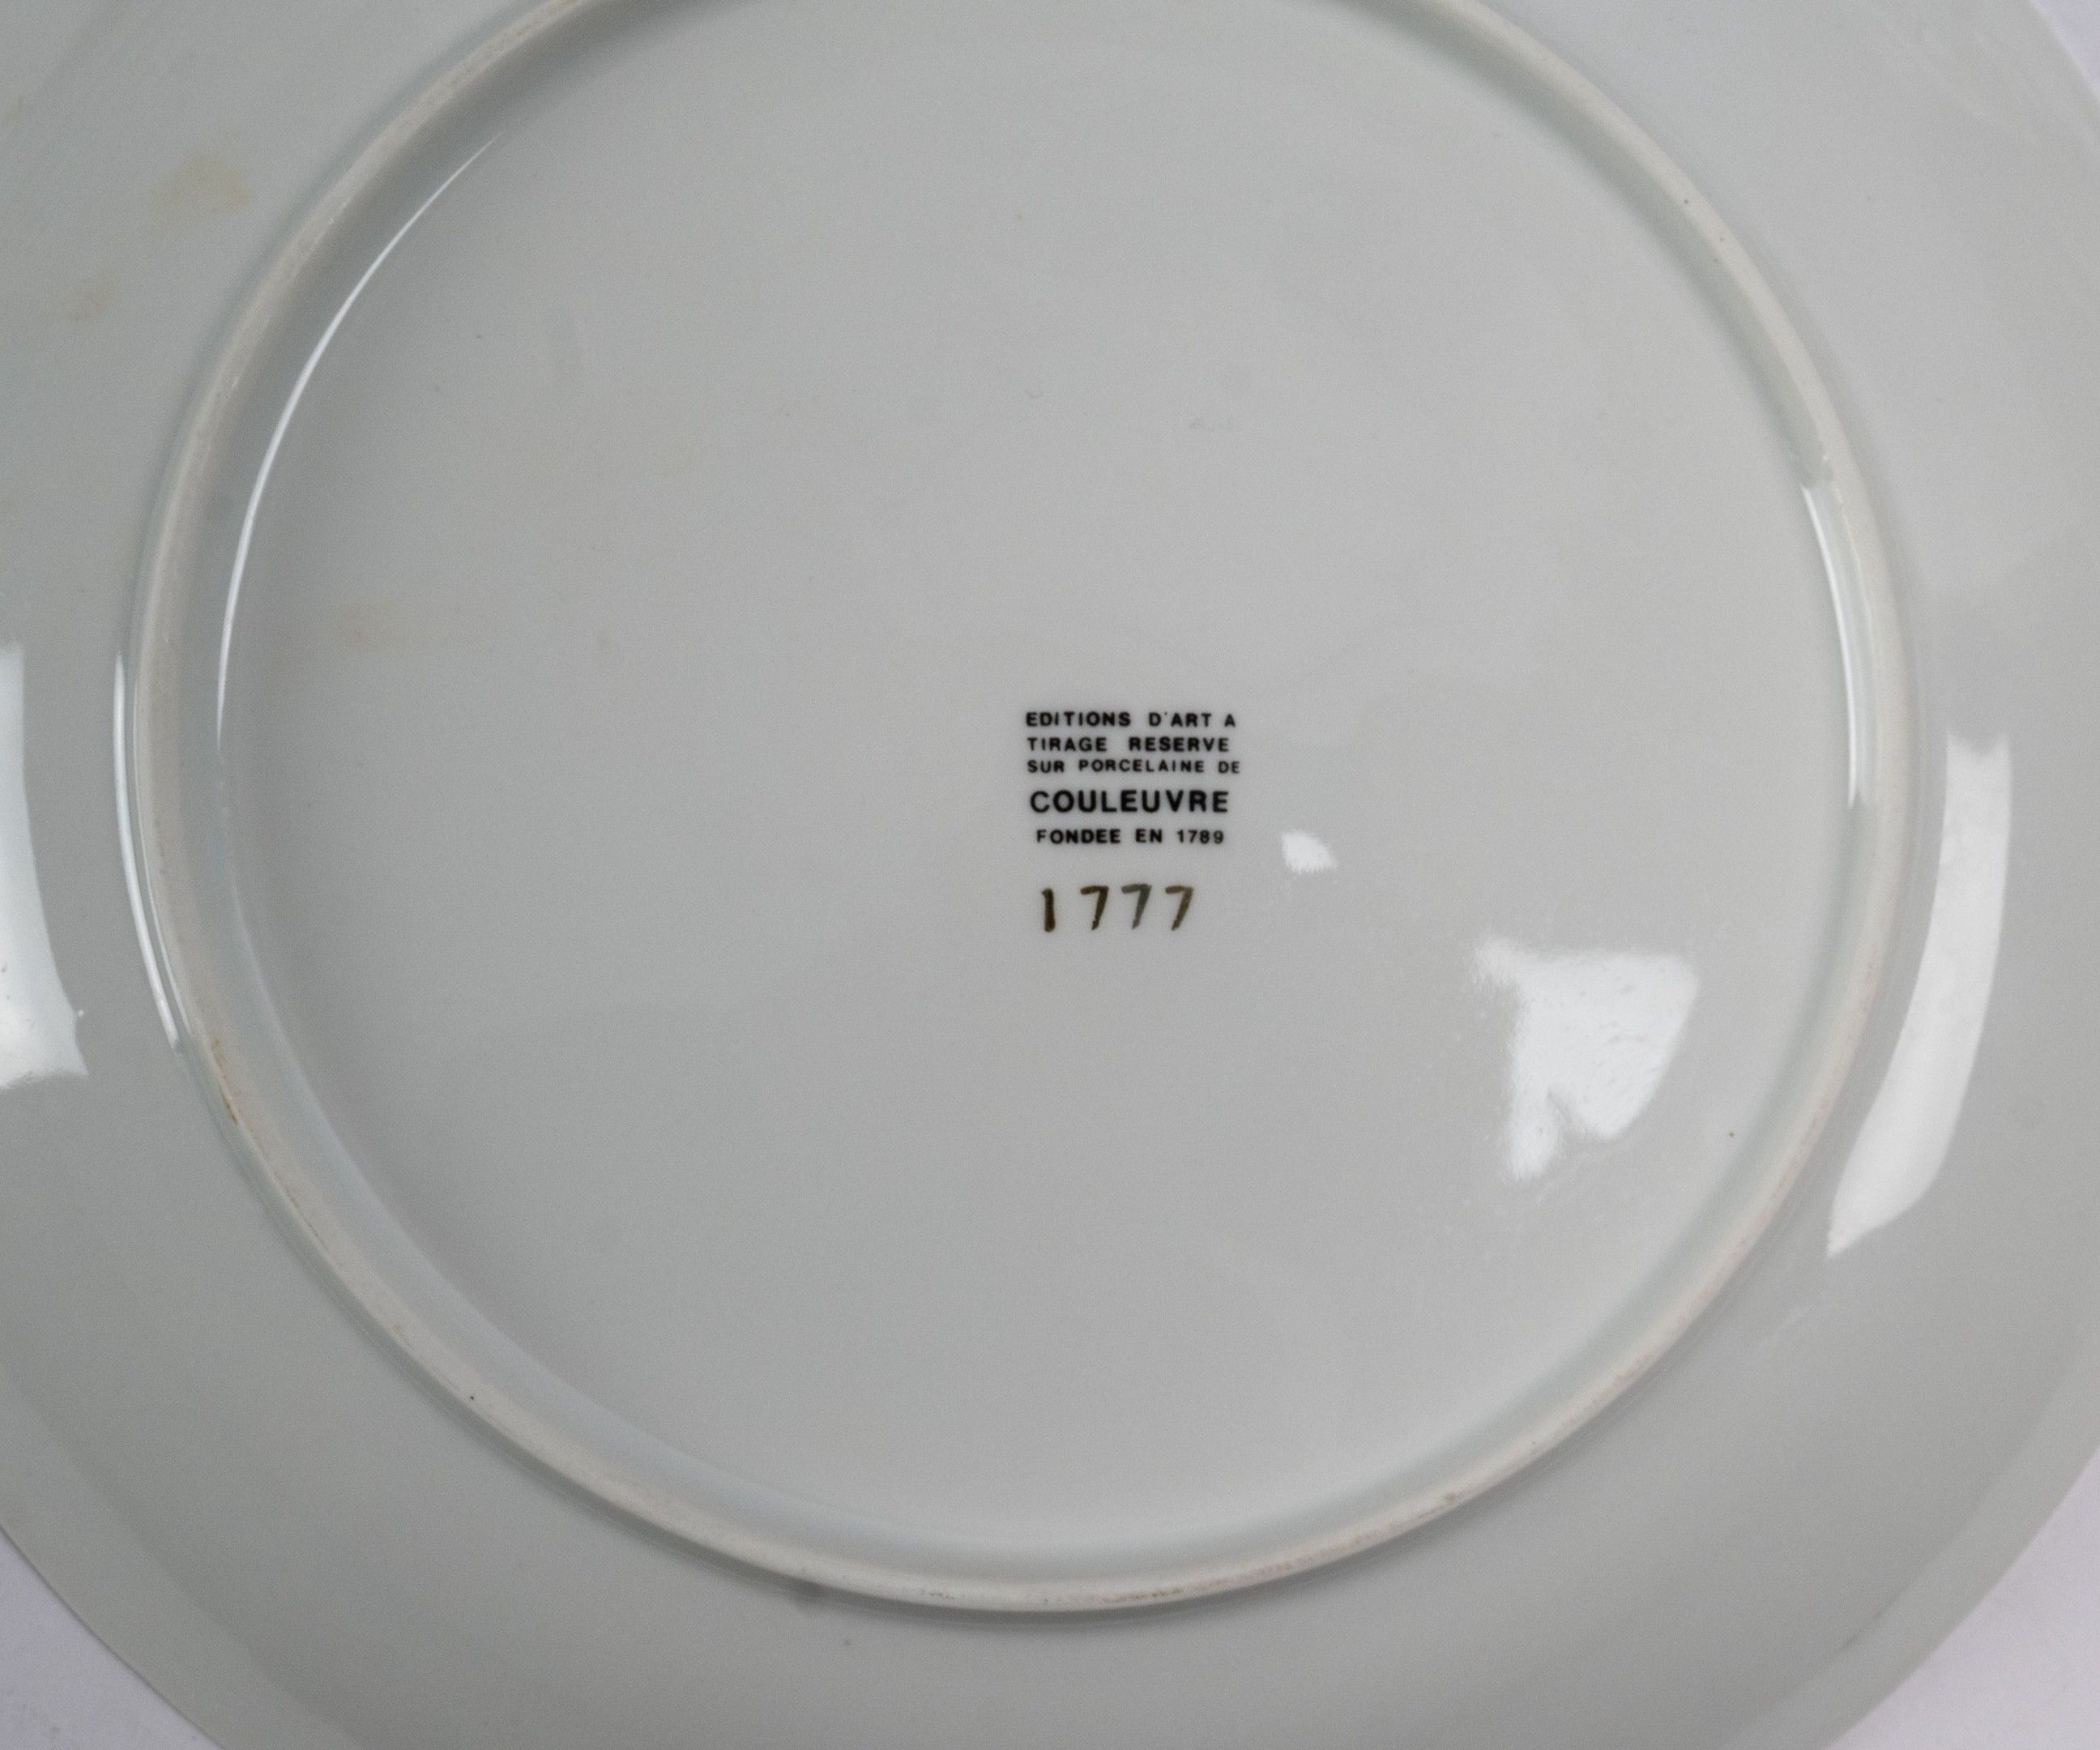 EDITIONS D'ART A
TIRAGE RESERVE
SUR PORCELAINE DE
COULEUVRE
FONDEE EN 1789
1777